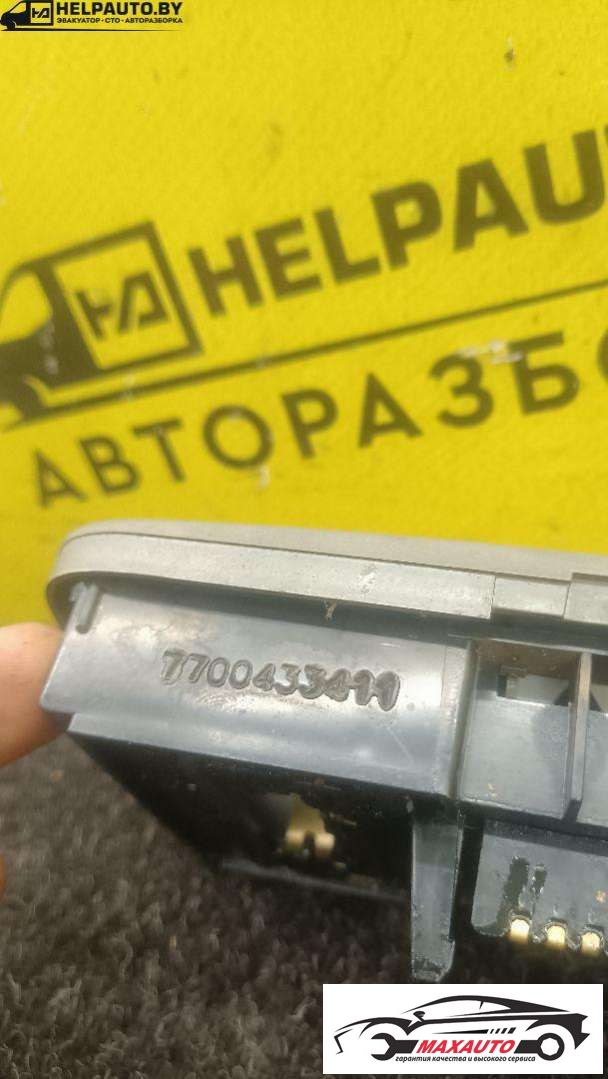 HELPAUTO.BY
ЭВАКУАТОР·СТО·АВТОРАЗБОРКА
HELPAU
АВТОРАЗБО
7700433411
MAXAUTO
гарантия качества и высокого сервиса